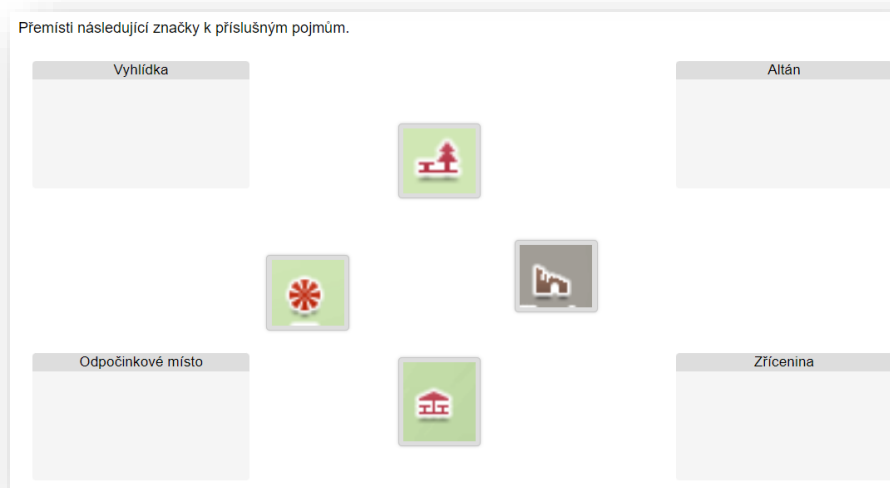 Přemísti následující značky k příslušným pojmům.
Vyhlídka
Altán
Odpočinkové místo
Zřícenina